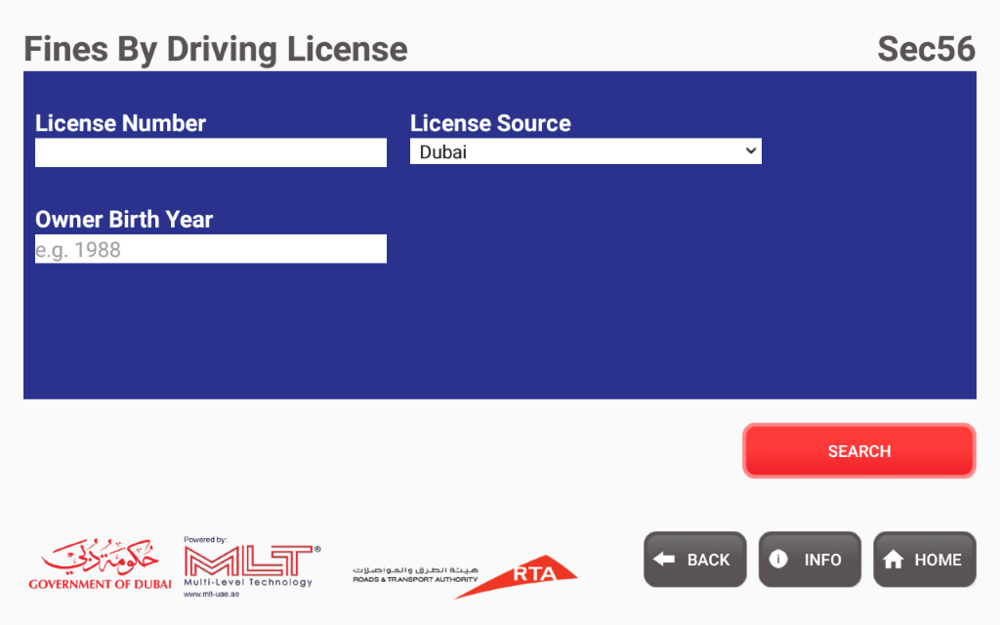 Fines By Driving License
Sec56
License Number
License Source
Dubai
Owner Birth Year
e.g. 1988
SEARCH
حكومة دبي
GOVERNMENT OF DUBAI
Powered by:
MLT®
Multi-Level Technology
www.mlt-uae.ae
هيئة الطرق والمواصلات
ROADS & TRANSPORT AUTHORITY
RTA
BACK
INFO
HOME